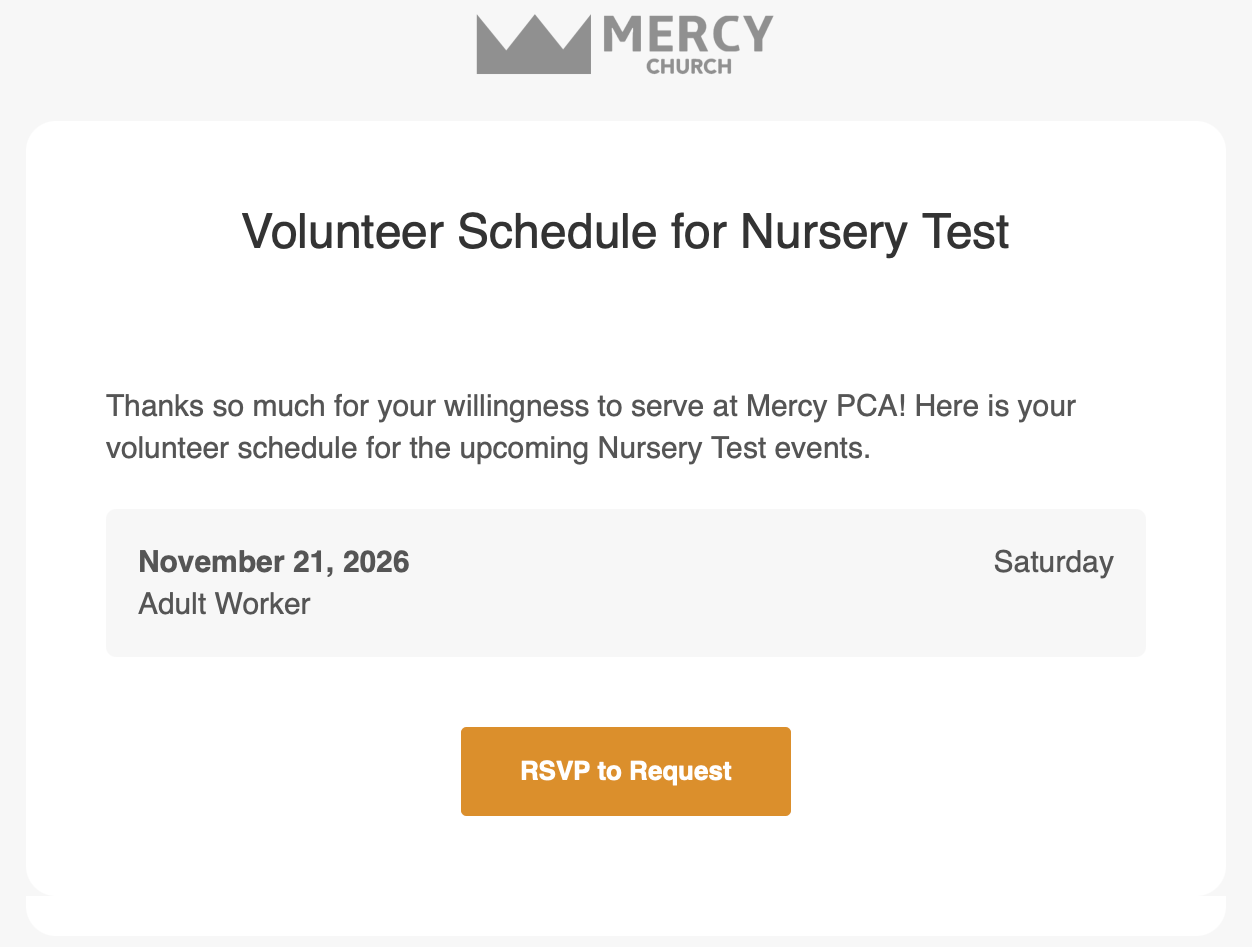 MERCY
CHURCH
Volunteer Schedule for Nursery Test
Thanks so much for your willingness to serve at Mercy PCA! Here is your
volunteer schedule for the upcoming Nursery Test events.
November 21, 2026 Saturday
Adult Worker
RSVP to Request